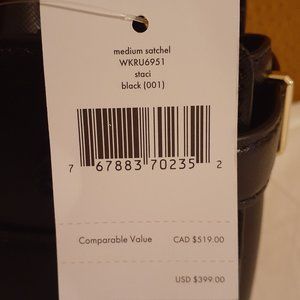 medium satchel
WKRU6951
staci
black (001)
7 67883 70235 2
Comparable Value CAD $519.00
USD $399.00